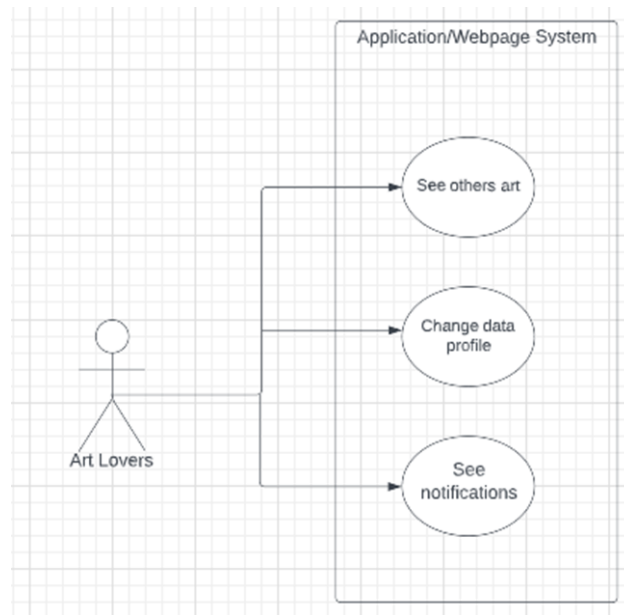 Application/Webpage System
See others art
Change data
profile
Art Lovers
See
notifications